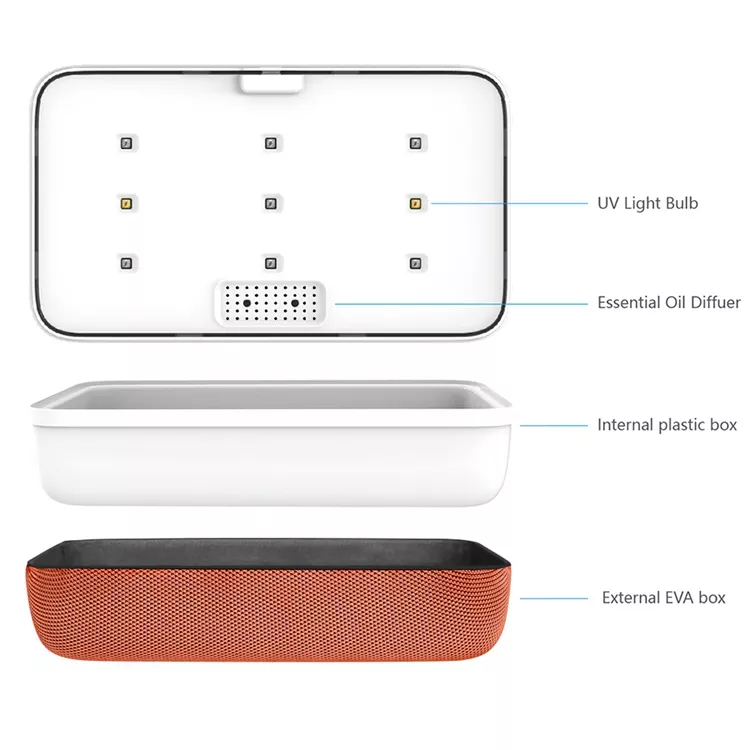 UV Light Bulb
Essential Oil Diffuer
Internal plastic box
External EVA box